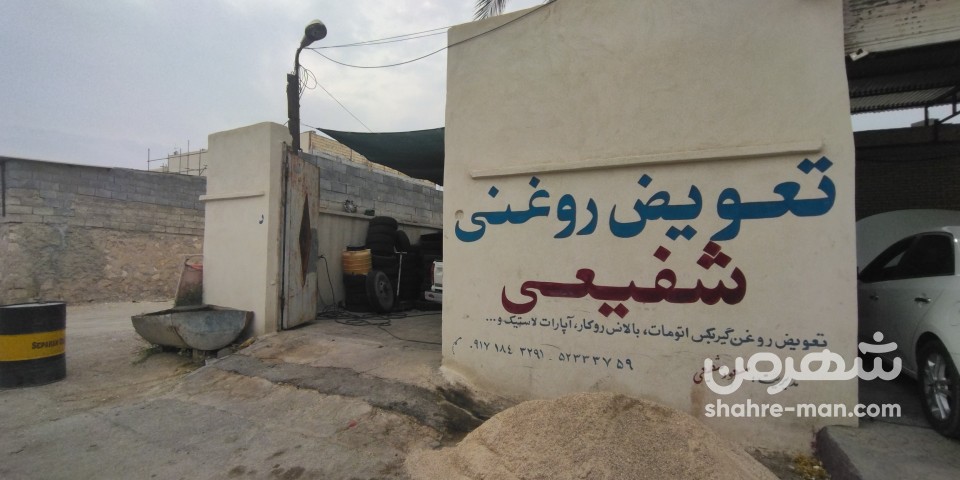 تعویض روغنی
شفیعی
تعویض روغن گیربکس اتومات، بالانس روکار، آپارات لاستیک و...
۰۹۱۷ ۱۸۴ ۳۲۹۱ - ۵۲۳۳۳۷۵۹
شهرمن
shahre-man.com
SEPAHAN